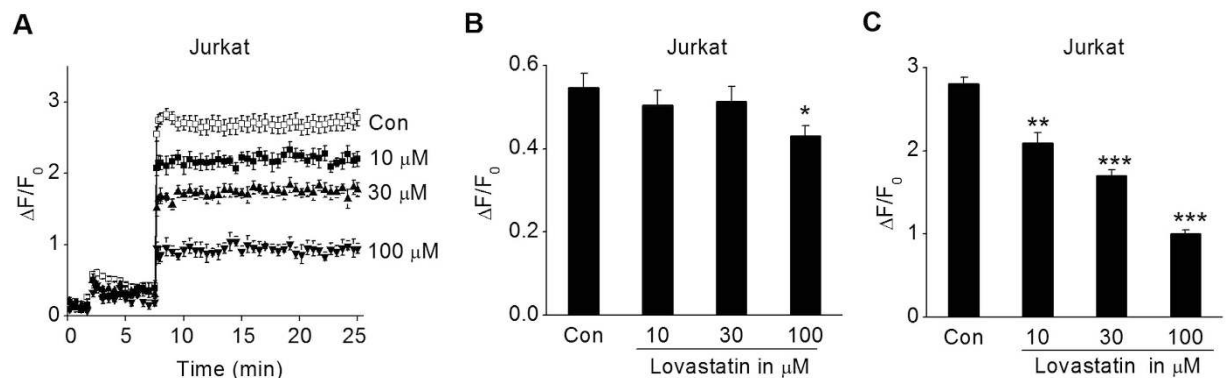 A
Jurkat
ΔF/F0
3
2
1
0
Con
10 μM
30 μM
100 μM
0 5 10 15 20 25
Time (min)
B
Jurkat
ΔF/F0
0.6
0.4
0.2
0.0
*
Con 10 30 100
Lovastatin in μM
C
Jurkat
ΔF/F0
3
2
1
0
**
***
***
Con 10 30 100
Lovastatin in μM